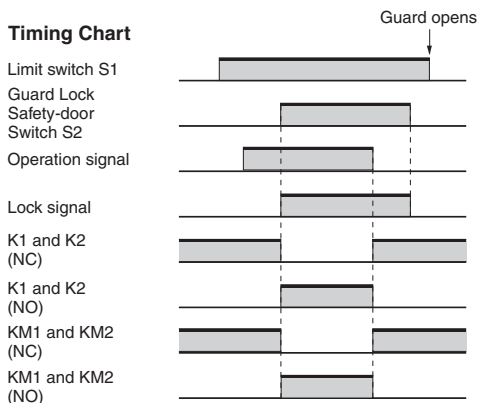 Guard opens
Timing Chart
Limit switch S1
Guard Lock
Safety-door
Switch S2
Operation signal
Lock signal
K1 and K2
(NC)
K1 and K2
(NO)
KM1 and KM2
(NC)
KM1 and KM2
(NO)